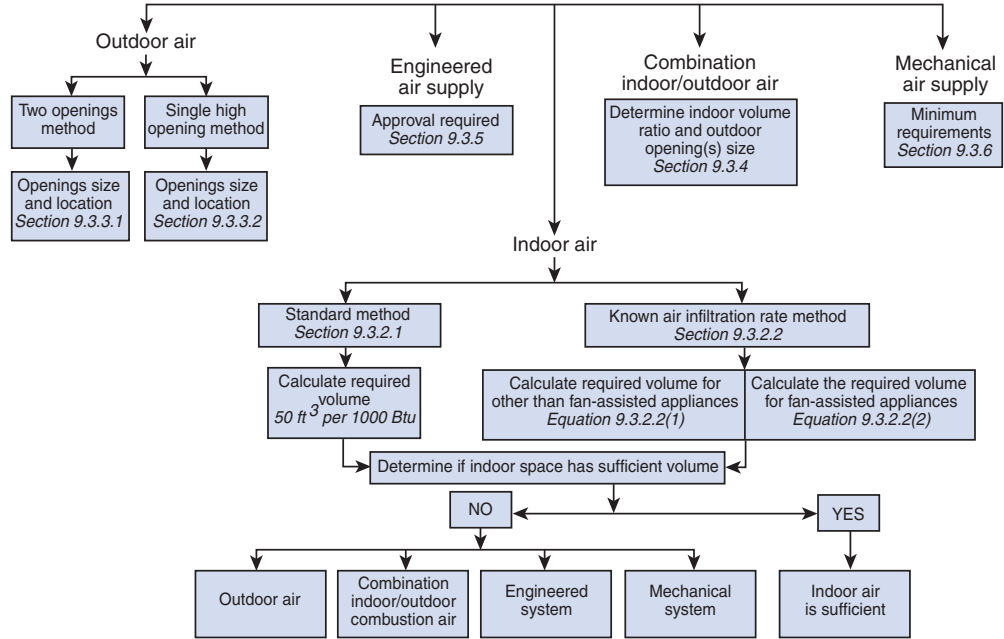 Outdoor air
Engineered
air supply
Combination
indoor/outdoor air
Mechanical
air supply
Two openings
method
Single high
opening method
Approval required
Section 9.3.5
Determine indoor volume
ratio and outdoor
opening(s) size
Section 9.3.4
Minimum
requirements
Section 9.3.6
Openings size
and location
Section 9.3.3.1
Openings size
and location
Section 9.3.3.2
Indoor air
Standard method
Section 9.3.2.1
Known air infiltration rate method
Section 9.3.2.2
Calculate required
volume
50 ft³ per 1000 Btu
Calculate required volume for
other than fan-assisted appliances
Equation 9.3.2.2(1)
Calculate the required volume
for fan-assisted appliances
Equation 9.3.2.2(2)
Determine if indoor space has sufficient volume
NO
YES
Outdoor air
Combination
indoor/outdoor
combustion air
Engineered
system
Mechanical
system
Indoor air
is sufficient